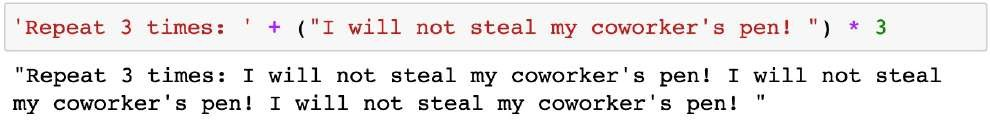 'Repeat 3 times: ' + ("I will not steal my coworker's pen! ") * 3
"Repeat 3 times: I will not steal my coworker's pen! I will not steal
my coworker's pen! I will not steal my coworker's pen! "